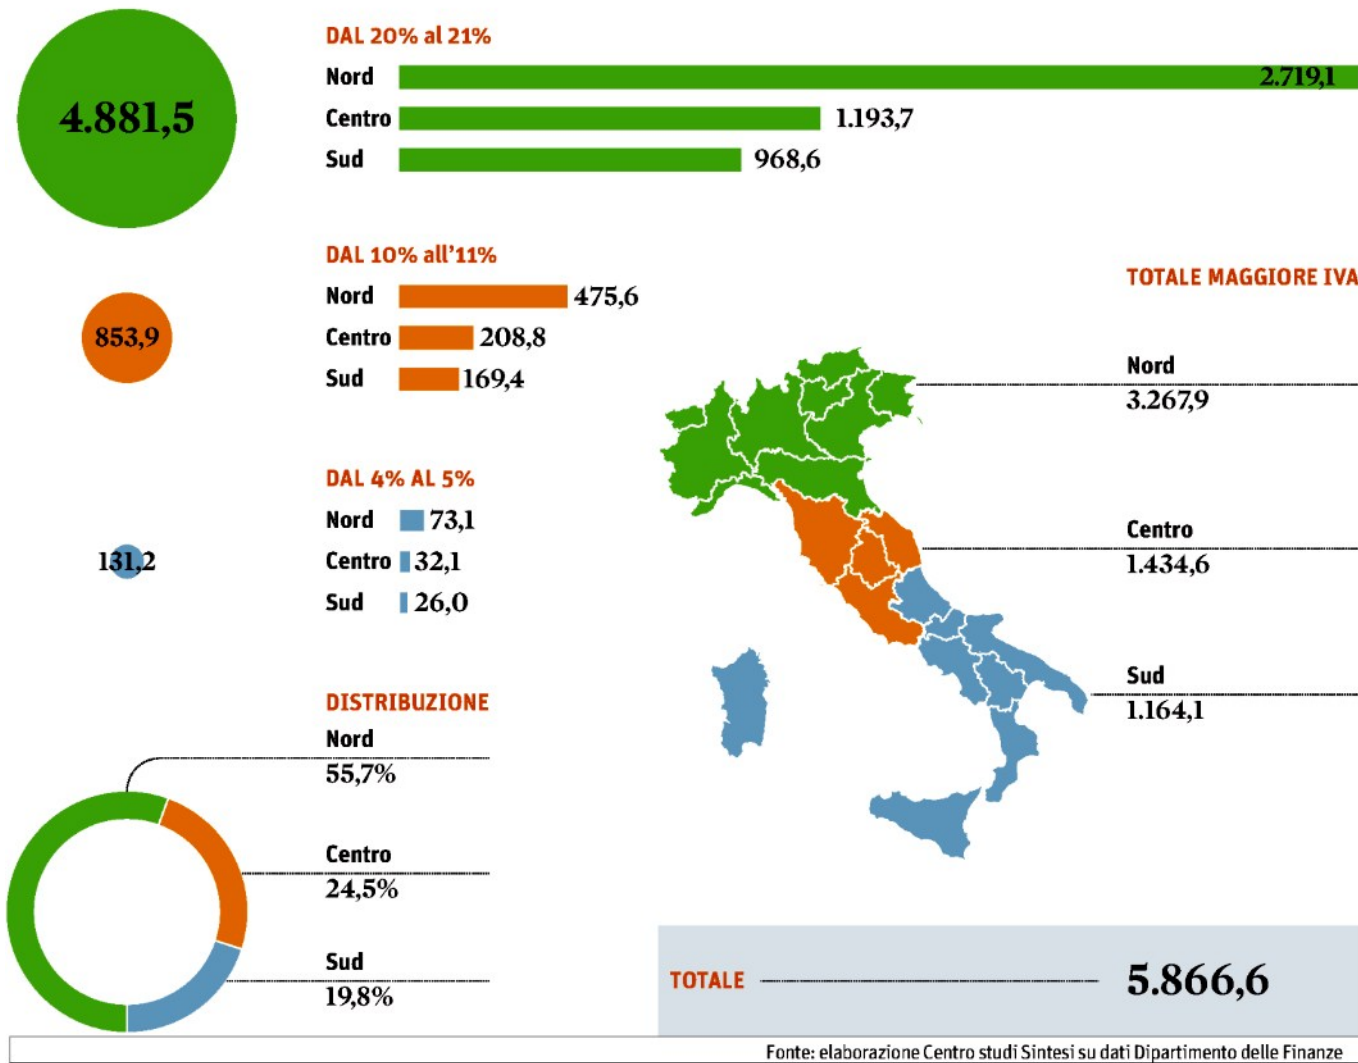 4.881,5
DAL 20% al 21%
Nord 2.719,1
Centro 1.193,7
Sud 968,6
853,9
DAL 10% all'11%
Nord 475,6
Centro 208,8
Sud 169,4
131,2
DAL 4% AL 5%
Nord 73,1
Centro 32,1
Sud 26,0
DISTRIBUZIONE
Nord
55,7%
Centro
24,5%
Sud
19,8%
TOTALE MAGGIORE IVA
Nord
3.267,9
Centro
1.434,6
Sud
1.164,1
TOTALE 5.866,6
Fonte: elaborazione Centro studi Sintesi su dati Dipartimento delle Finanze